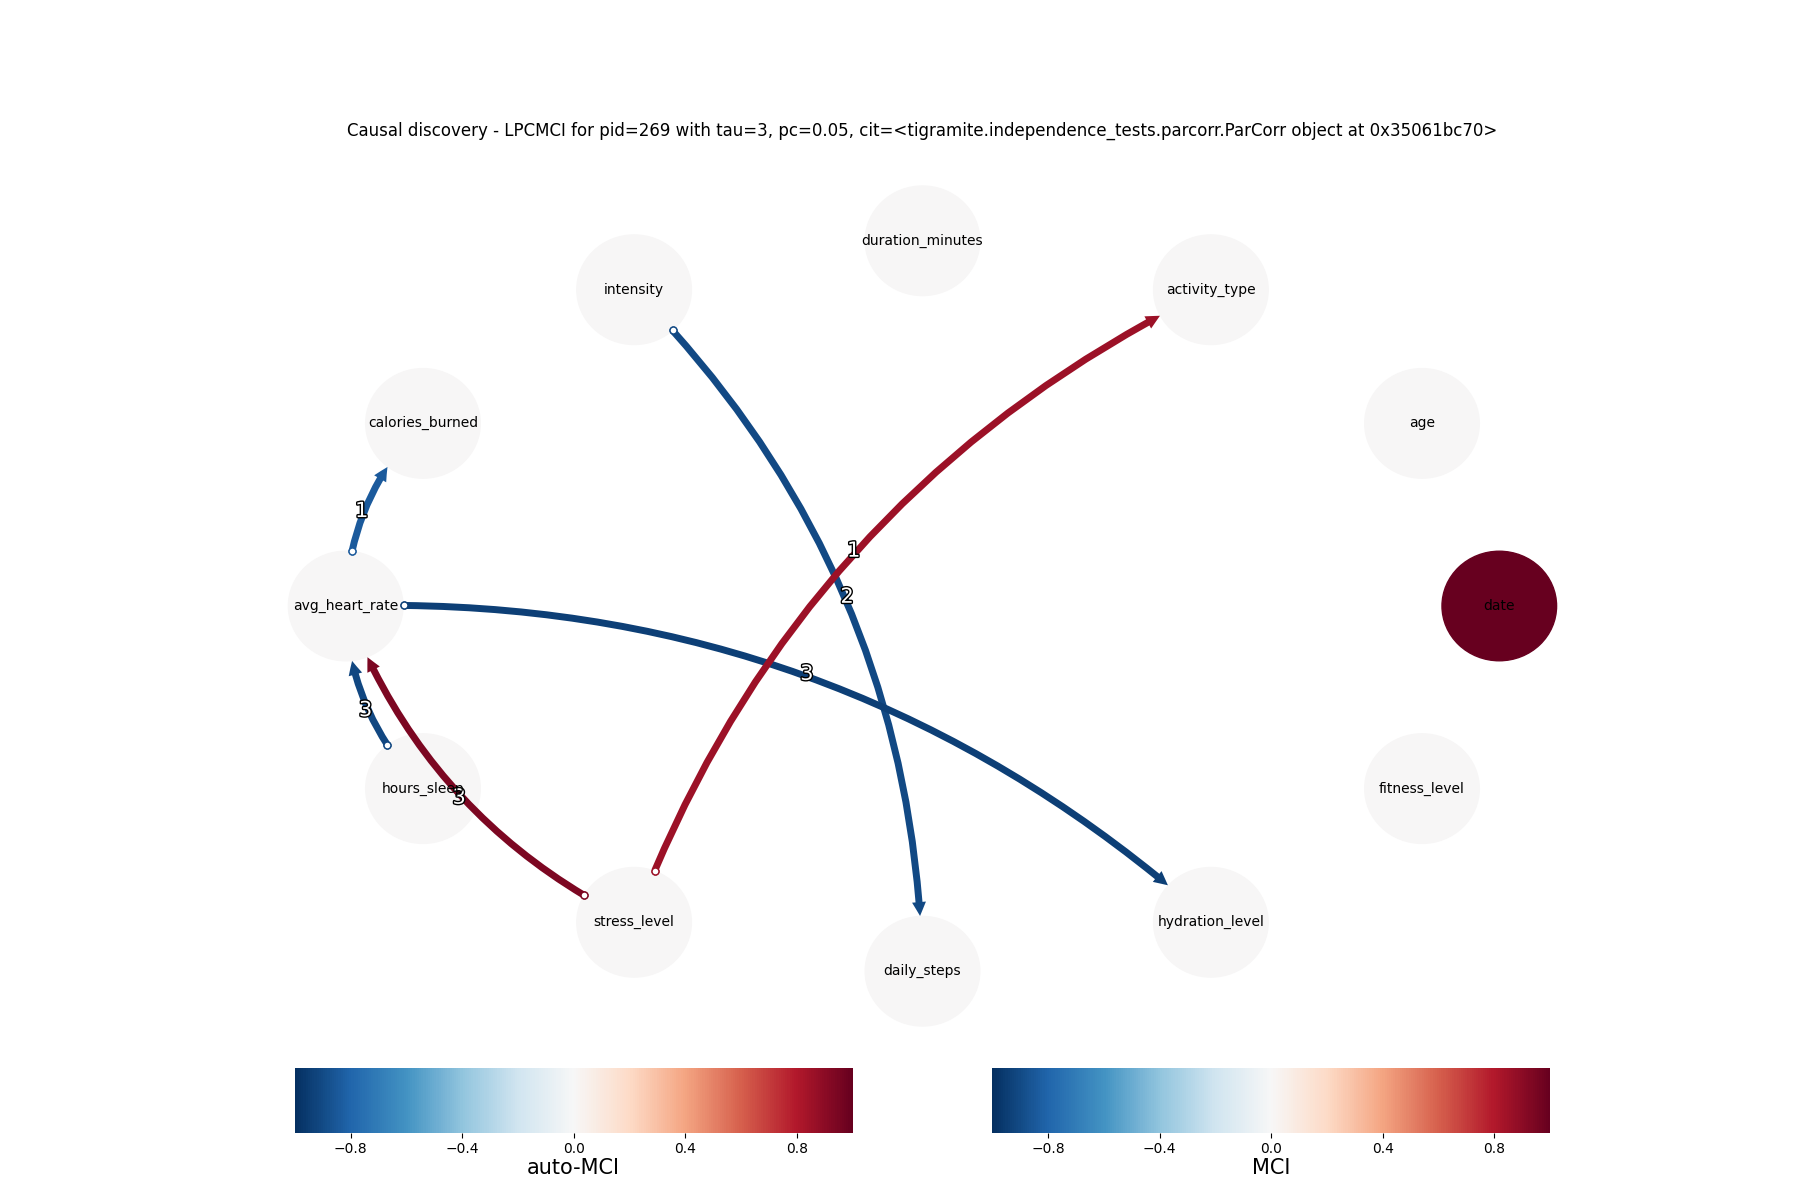 Causal discovery - LPCMCI for pid=269 with tau=3, pc=0.05, cit=<tigramite.independence_tests.parcorr.ParCorr object at 0x35061bc70>
duration_minutes
intensity
activity_type
calories_burned
age
1
1
2
avg_heart_rate
date
3
3
hours_sleep
3
fitness_level
stress_level
hydration_level
daily_steps
−0.8 −0.4 0.0 0.4 0.8
auto-MCI
−0.8 −0.4 0.0 0.4 0.8
MCI